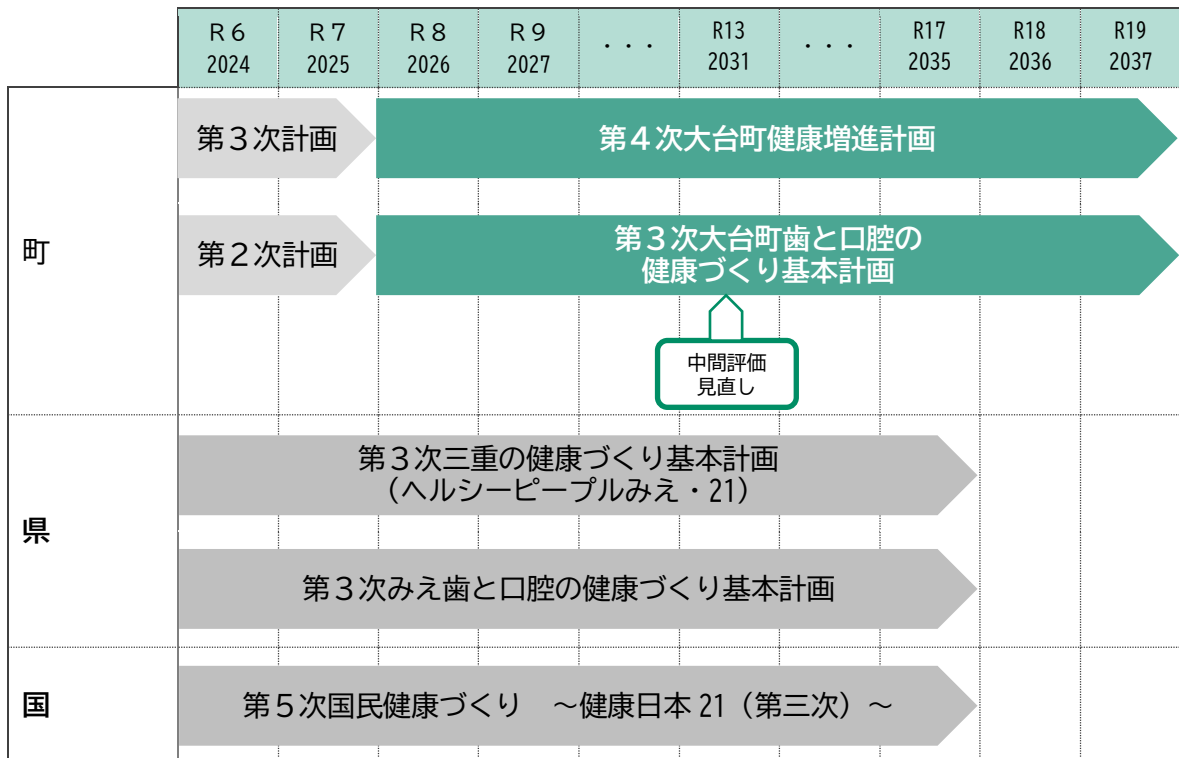 R6 R7 R8 R9 ・・・ R13 ・・・ R17 R18 R19
2024 2025 2026 2027 2031 2035 2036 2037
町
第3次計画
第4次大台町健康増進計画
第2次計画
第3次大台町歯と口腔の
健康づくり基本計画
中間評価
見直し
県
第3次三重の健康づくり基本計画
(ヘルシーピープルみえ・21)
第3次みえ歯と口腔の健康づくり基本計画
国
第5次国民健康づくり ～健康日本21(第三次)～